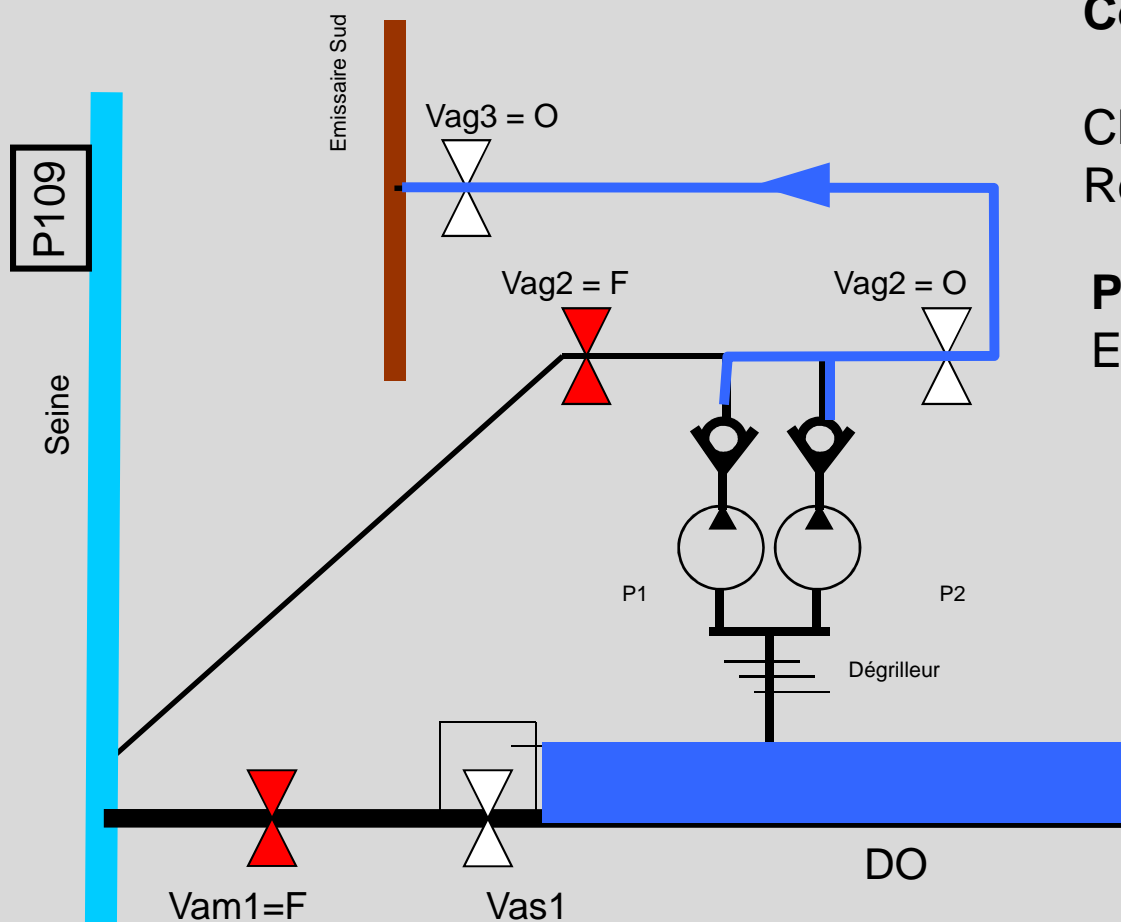 Emissaire Sud
Vag3 = O
P109
Vag2 = F
Vag2 = O
Seine
P1
P2
Dégrilleur
DO
Vam1=F
Vas1